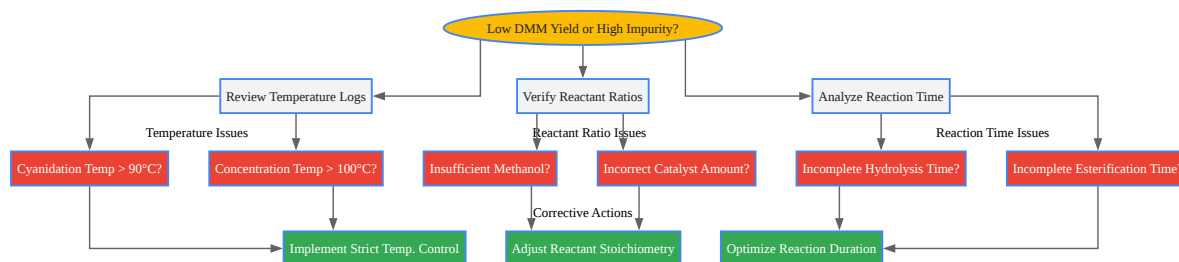 Low DMM Yield or High Impurity?
Review Temperature Logs
Verify Reactant Ratios
Analyze Reaction Time
Temperature Issues
Reactant Ratio Issues
Reaction Time Issues
Cyanidation Temp > 90°C?
Concentration Temp > 100°C?
Insufficient Methanol?
Incorrect Catalyst Amount?
Incomplete Hydrolysis Time?
Incomplete Esterification Time?
Corrective Actions
Implement Strict Temp. Control
Adjust Reactant Stoichiometry
Optimize Reaction Duration